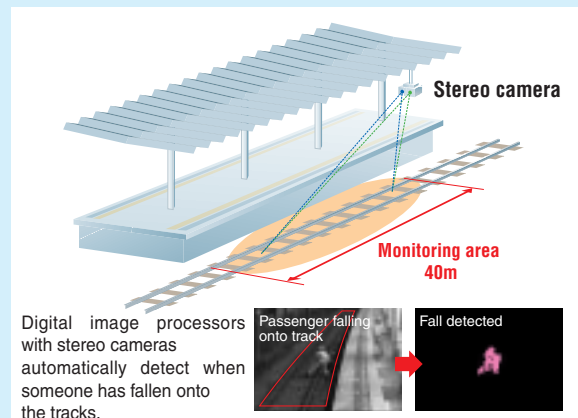 Stereo camera
Monitoring area
40m
Digital image processors
with stereo cameras
automatically detect when
someone has fallen onto
the tracks.
Passenger falling
onto track
Fall detected